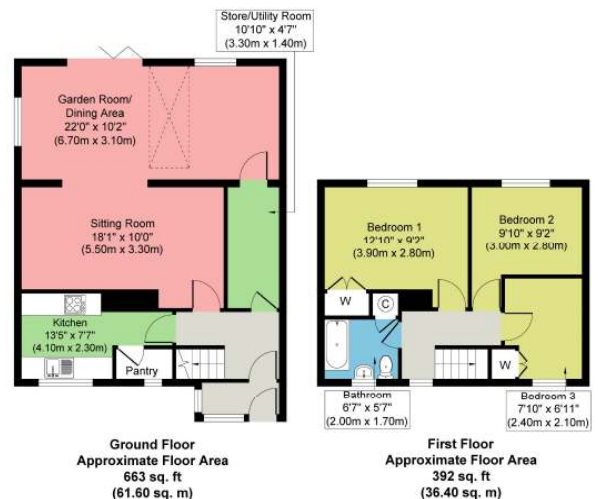 Store/Utility Room
10'10" x 4'7"
(3.30m x 1.40m)
Garden Room/
Dining Area
22'0" x 10'2"
(6.70m x 3.10m)
Sitting Room
18'1" x 10'0"
(5.50m x 3.30m)
Kitchen
13'5" x 7'7"
(4.10m x 2.30m)
Pantry
Ground Floor
Approximate Floor Area
663 sq. ft
(61.60 sq. m)
Bedroom 1
12'10" x 9'2"
(3.90m x 2.80m)
Bedroom 2
9'10" x 9'2"
(3.00m x 2.80m)
W
C
W
Bathroom
6'7" x 5'7"
(2.00m x 1.70m)
Bedroom 3
7'10" x 6'11"
(2.40m x 2.10m)
First Floor
Approximate Floor Area
392 sq. ft
(36.40 sq. m)